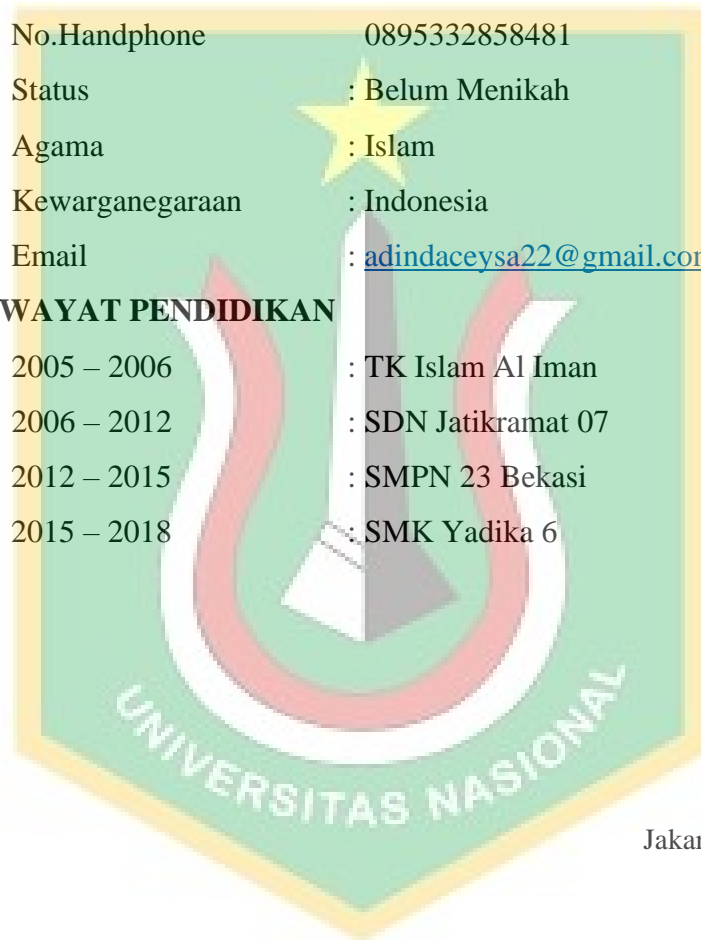 No.Handphone 0895332858481
Status : Belum Menikah
Agama : Islam
Kewarganegaraan : Indonesia
Email : adindaceysa22@gmail.com
WAYAT PENDIDIKAN
2005 – 2006 : TK Islam Al Iman
2006 – 2012 : SDN Jatikramat 07
2012 – 2015 : SMPN 23 Bekasi
2015 – 2018 : SMK Yadika 6
UNIVERSITAS NASIONAL
Jakar